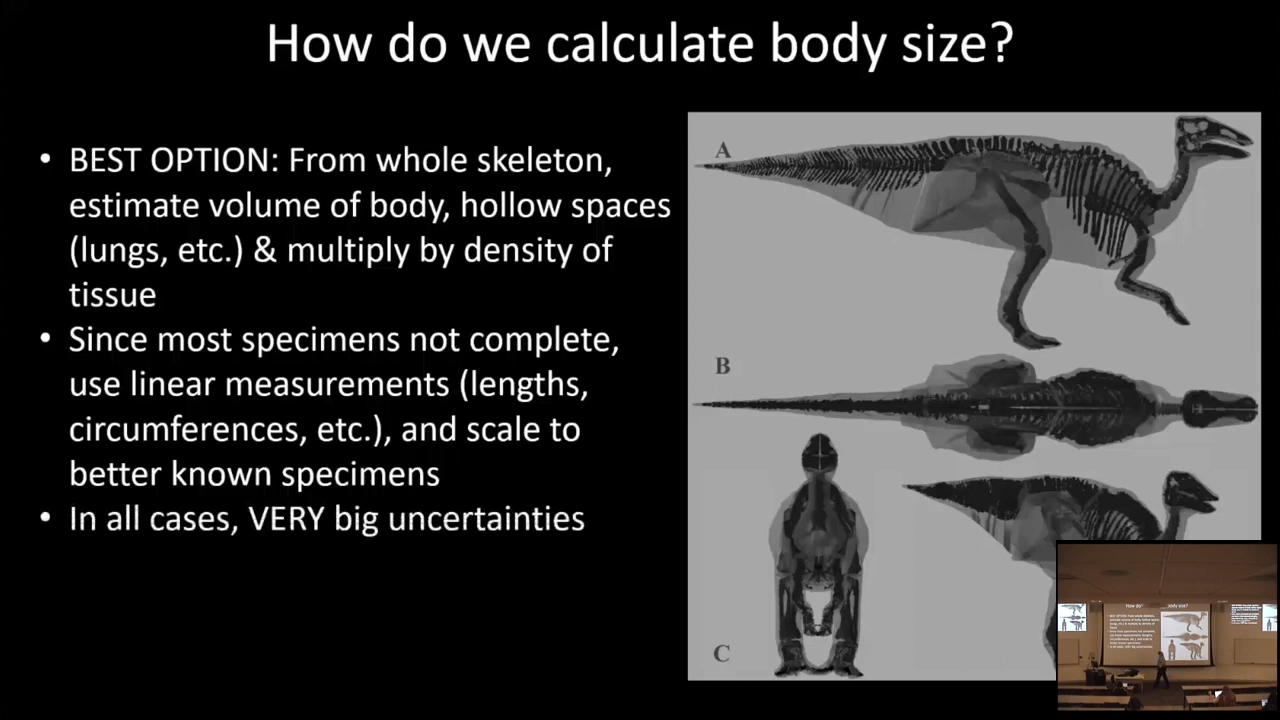 How do we calculate body size?
• BEST OPTION: From whole skeleton,
estimate volume of body, hollow spaces
(lungs, etc.) & multiply by density of
tissue
• Since most specimens not complete,
use linear measurements (lengths,
circumferences, etc.), and scale to
better known specimens
• In all cases, VERY big uncertainties
A
B
C